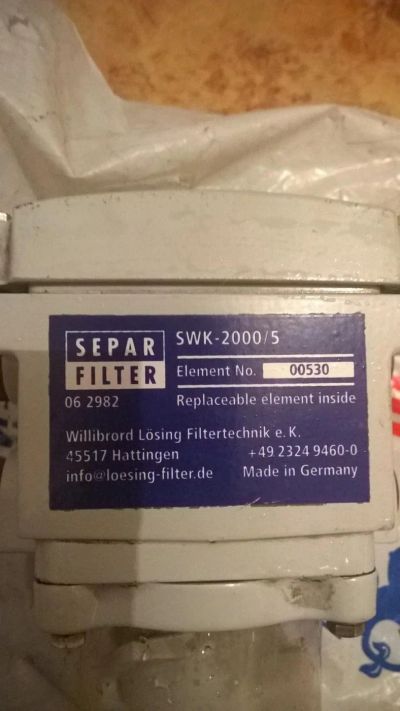 SEPAR
FILTER
06 2982
SWK-2000/5
Element No. 00530
Replaceable element inside
Willibrord Lösing Filtertechnik e. K.
45517 Hattingen +49 2324 9460-0
info@loesing-filter.de Made in Germany